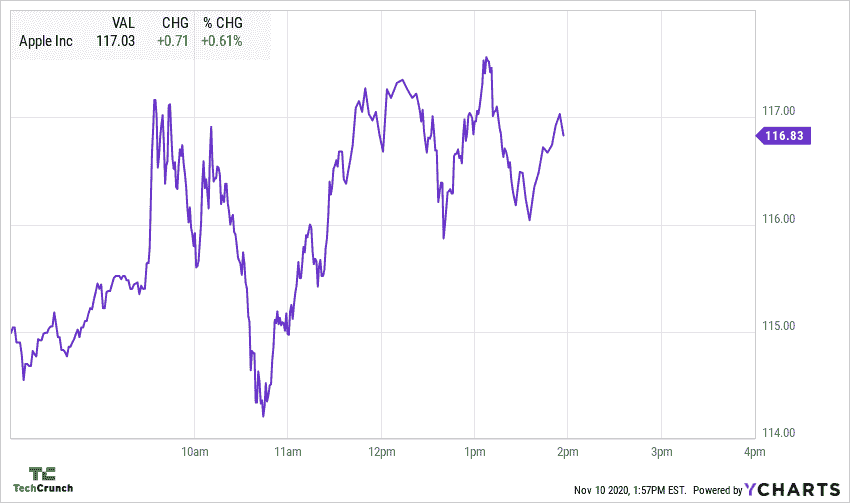 VAL CHG % CHG
Apple Inc 117.03 +0.71 +0.61%
117.00
116.83
116.00
115.00
114.00
10am 11am 12pm 1pm 2pm 3pm 4pm
TC
TechCrunch
Nov 10 2020, 1:57PM EST. Powered by YCHARTS